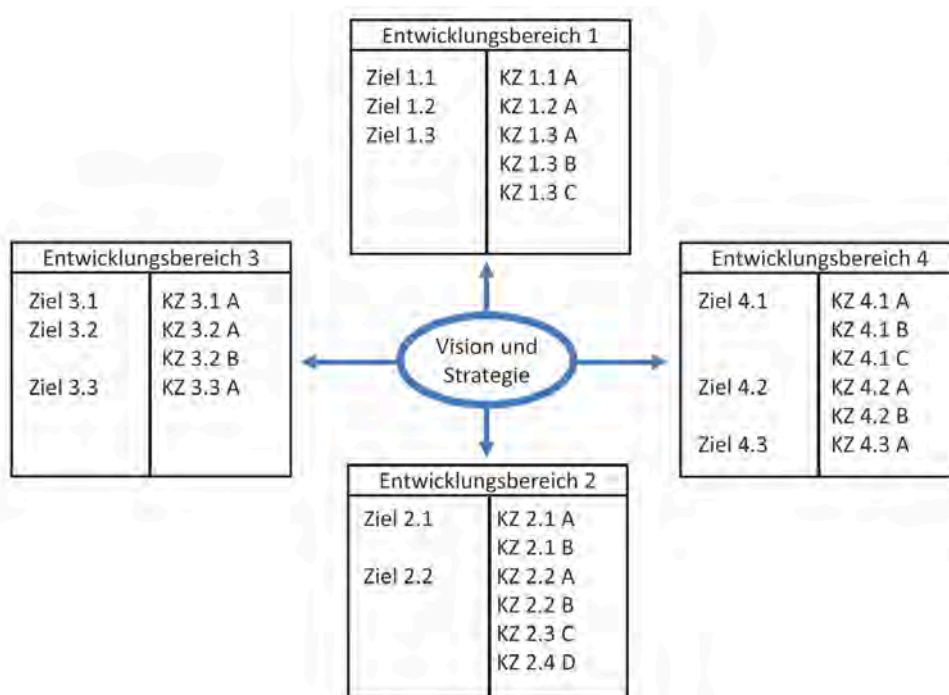 Entwicklungsbereich 1
Ziel 1.1 KZ 1.1 A
Ziel 1.2 KZ 1.2 A
Ziel 1.3 KZ 1.3 A
KZ 1.3 B
KZ 1.3 C
Entwicklungsbereich 3
Ziel 3.1 KZ 3.1 A
Ziel 3.2 KZ 3.2 A
KZ 3.2 B
Ziel 3.3 KZ 3.3 A
Vision und
Strategie
Entwicklungsbereich 4
Ziel 4.1 KZ 4.1 A
KZ 4.1 B
KZ 4.1 C
Ziel 4.2 KZ 4.2 A
KZ 4.2 B
Ziel 4.3 KZ 4.3 A
Entwicklungsbereich 2
Ziel 2.1 KZ 2.1 A
KZ 2.1 B
Ziel 2.2 KZ 2.2 A
KZ 2.2 B
KZ 2.3 C
KZ 2.4 D